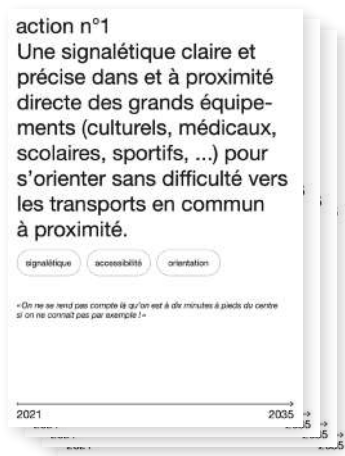 action n°1
Une signalétique claire et
précise dans et à proximité
directe des grands équipe-
ments (culturels, médicaux,
scolaires, sportifs, ...) pour
s'orienter sans difficulté vers
les transports en commun
à proximité.
signalétique accessibilité orientation
«On ne se rend pas compte là qu'on est à dix minutes à pieds du centre
si on ne connaît pas par exemple !»
2021 2035